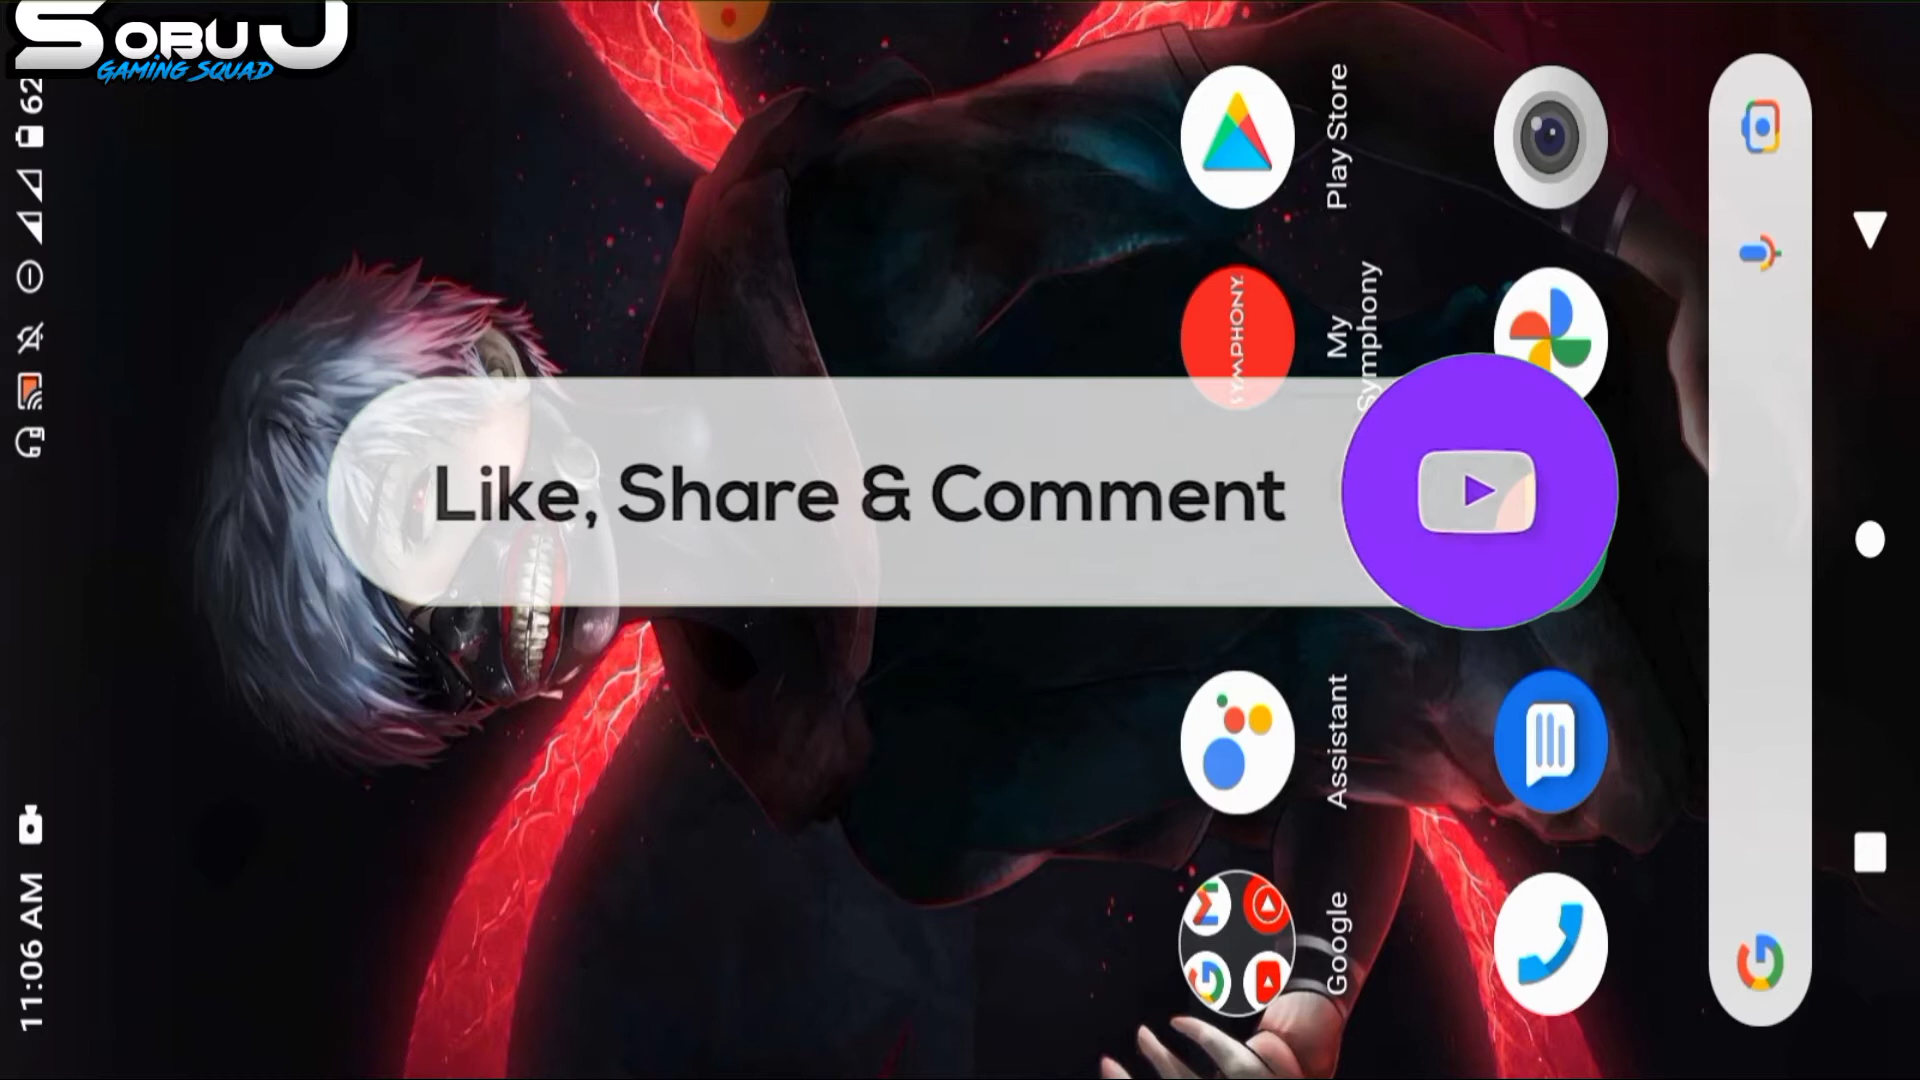 SOBUJ
GAMING SQUAD
62
11:06 AM
Play Store
SYMPHONY
My
Symphony
Like, Share & Comment
Assistant
Google